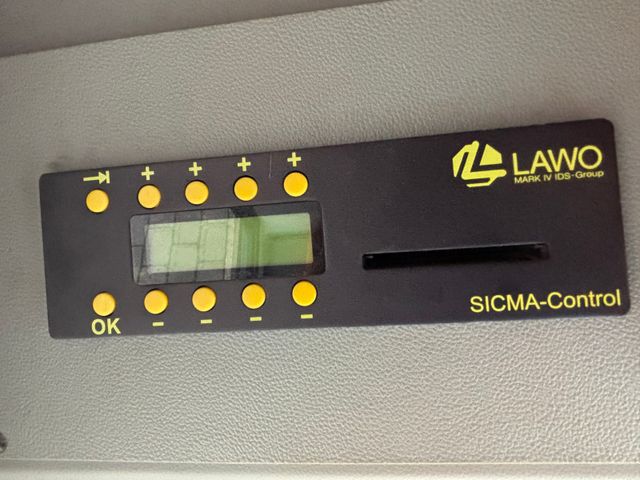 LAWO
MARK IV IDS-Group
+ + + +
OK - - - -
SICMA-Control